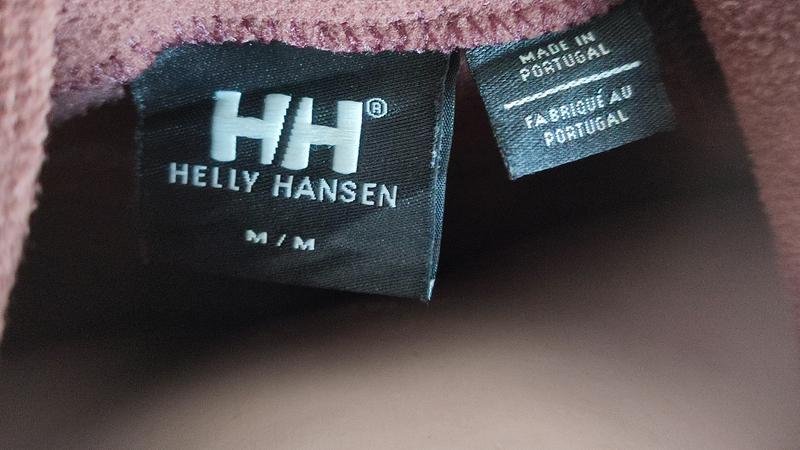 HH®
HELLY HANSEN
M / M
MADE IN
PORTUGAL
FABRIQUÉ AU
PORTUGAL